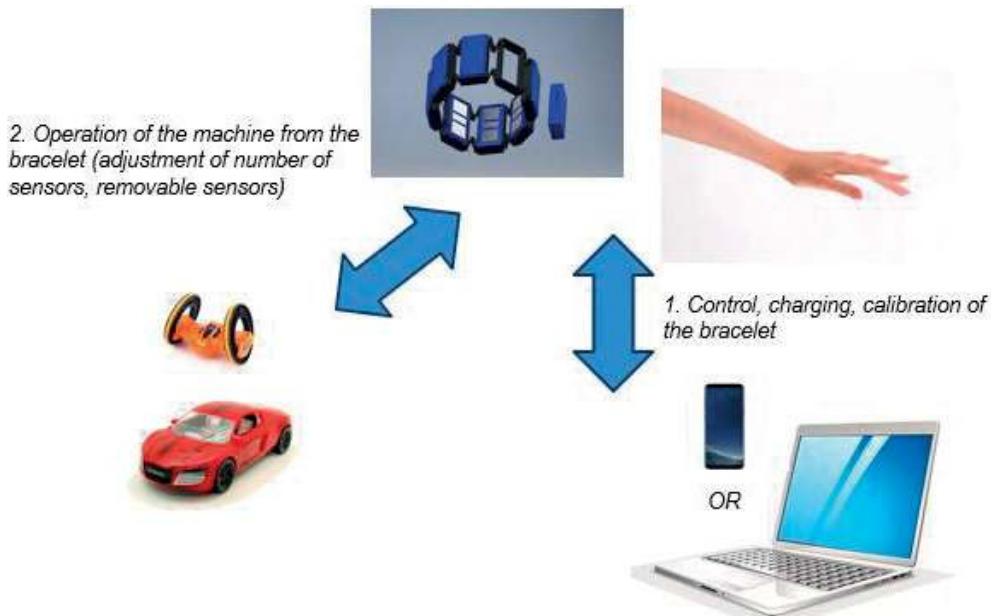 2. Operation of the machine from the
bracelet (adjustment of number of
sensors, removable sensors)
1. Control, charging, calibration of
the bracelet
OR